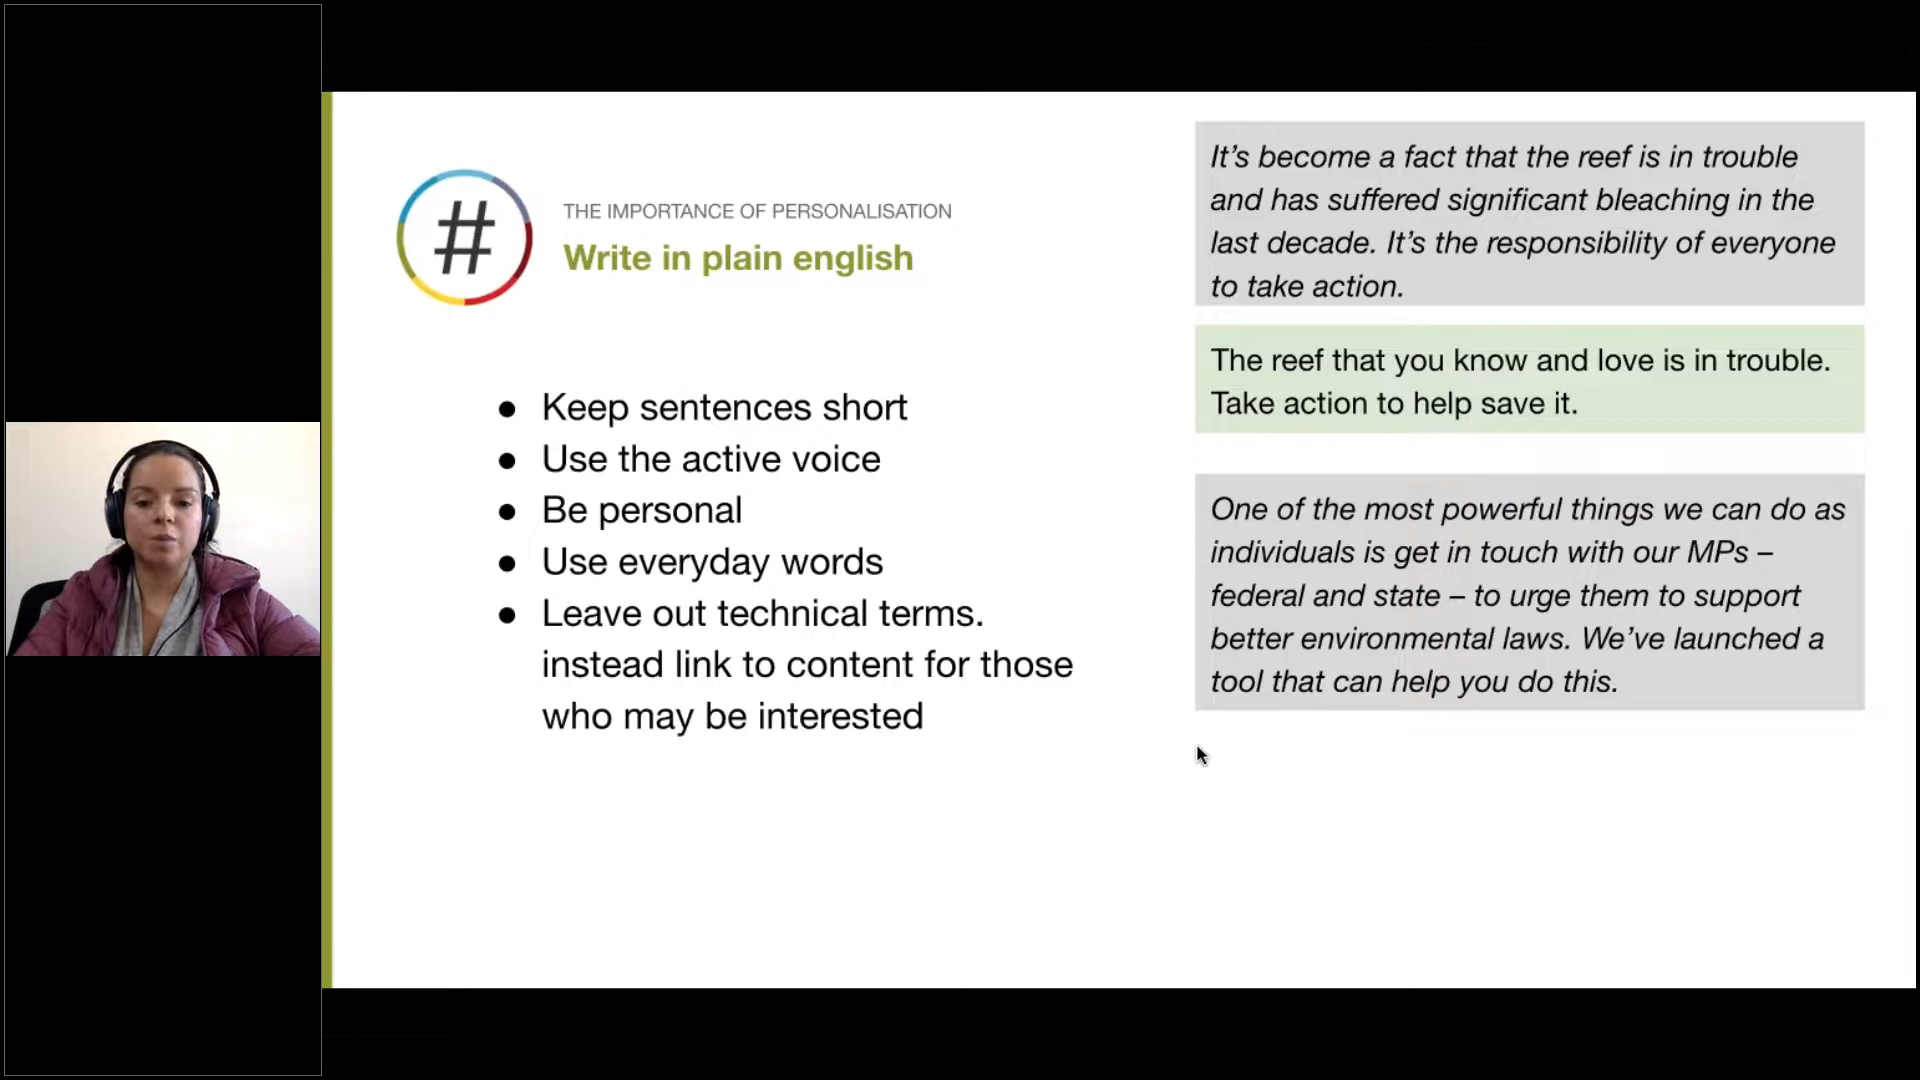 #
THE IMPORTANCE OF PERSONALISATION
Write in plain english
● Keep sentences short
● Use the active voice
● Be personal
● Use everyday words
● Leave out technical terms.
instead link to content for those
who may be interested
It’s become a fact that the reef is in trouble
and has suffered significant bleaching in the
last decade. It’s the responsibility of everyone
to take action.
The reef that you know and love is in trouble.
Take action to help save it.
One of the most powerful things we can do as
individuals is get in touch with our MPs –
federal and state – to urge them to support
better environmental laws. We’ve launched a
tool that can help you do this.